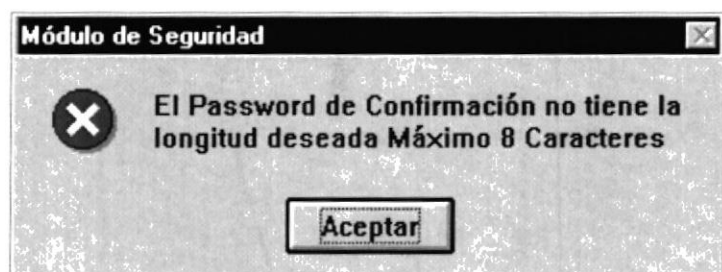 Módulo de Seguridad
El Password de Confirmación no tiene la
longitud deseada Máximo 8 Caracteres
Aceptar